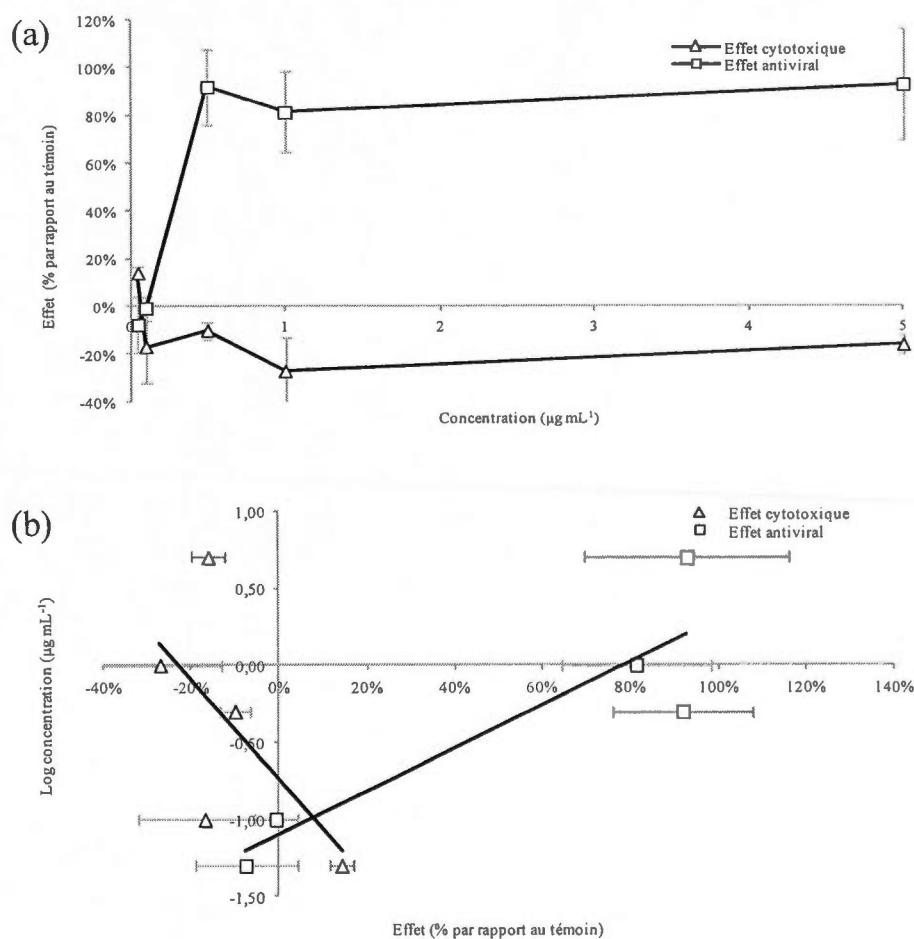 (a)
120%
100%
80%
60%
40%
20%
0%
-20%
-40%
Effet (% par rapport au témoin)
Effet cytotoxique
Effet antiviral
0 1 2 3 4 5
Concentration (µg mL¹)
(b)
1,00
0,50
0,00
-0,50
-1,00
-1,50
Log concentration (µg mL-1)
Effet cytotoxique
Effet antiviral
-40% -20% 0% 20% 40% 60% 80% 100% 120% 140%
Effet (% par rapport au témoin)